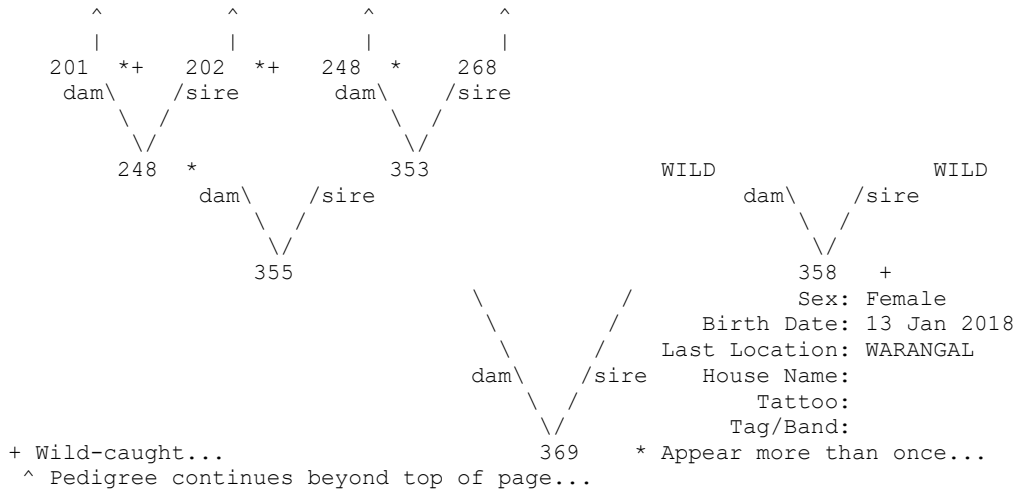 ^ ^ ^ ^
| | | |
201 *+ 202 *+ 248 * 268
dam\ /sire dam\ /sire
\ / \ /
\/ \/
248 * 353 WILD WILD
dam\ /sire dam\ /sire
\ / \ /
\/ \/
355 358 +
\ / Sex: Female
\ / Birth Date: 13 Jan 2018
\ / Last Location: WARANGAL
dam\ /sire House Name:
\ / Tattoo:
\/ Tag/Band:
+ Wild-caught... 369 * Appear more than once...
^ Pedigree continues beyond top of page...